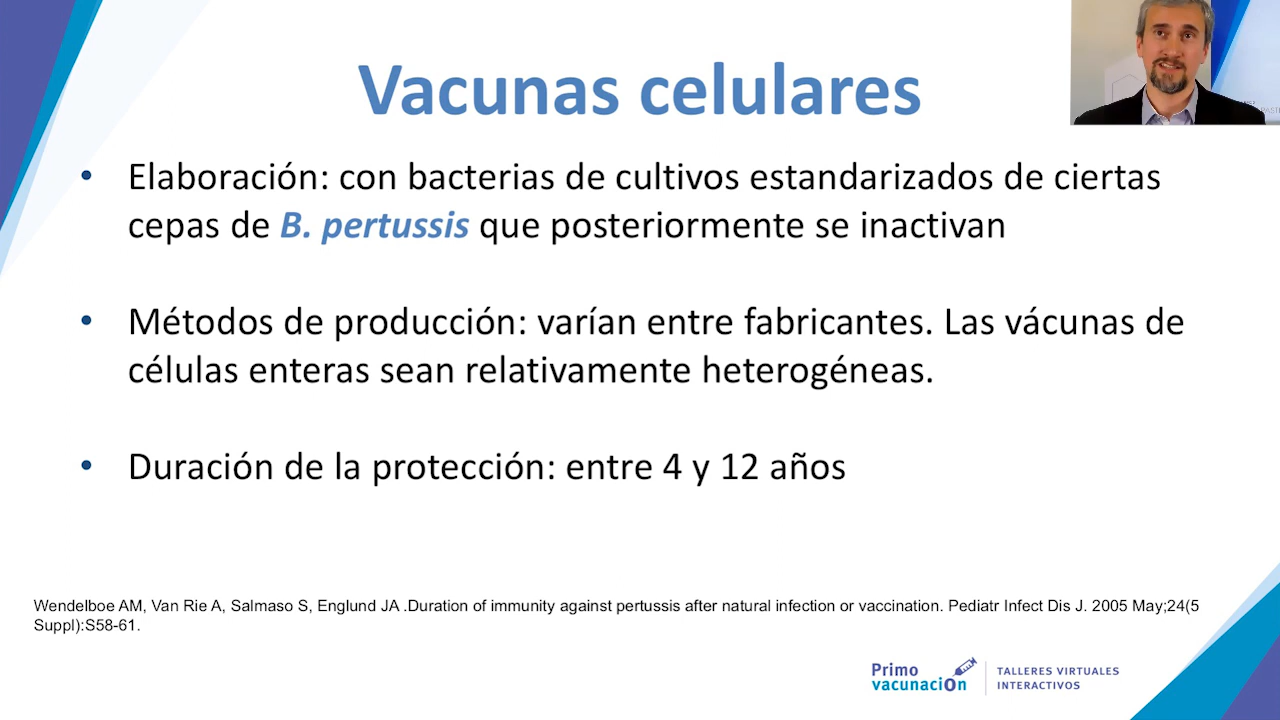 Vacunas celulares
• Elaboración: con bacterias de cultivos estandarizados de ciertas
cepas de B. pertussis que posteriormente se inactivan
• Métodos de producción: varían entre fabricantes. Las vácunas de
células enteras sean relativamente heterogéneas.
• Duración de la protección: entre 4 y 12 años
Wendelboe AM, Van Rie A, Salmaso S, Englund JA .Duration of immunity against pertussis after natural infection or vaccination. Pediatr Infect Dis J. 2005 May;24(5
Suppl):S58-61.
Primo
vacunación
TALLERES VIRTUALES
INTERACTIVOS